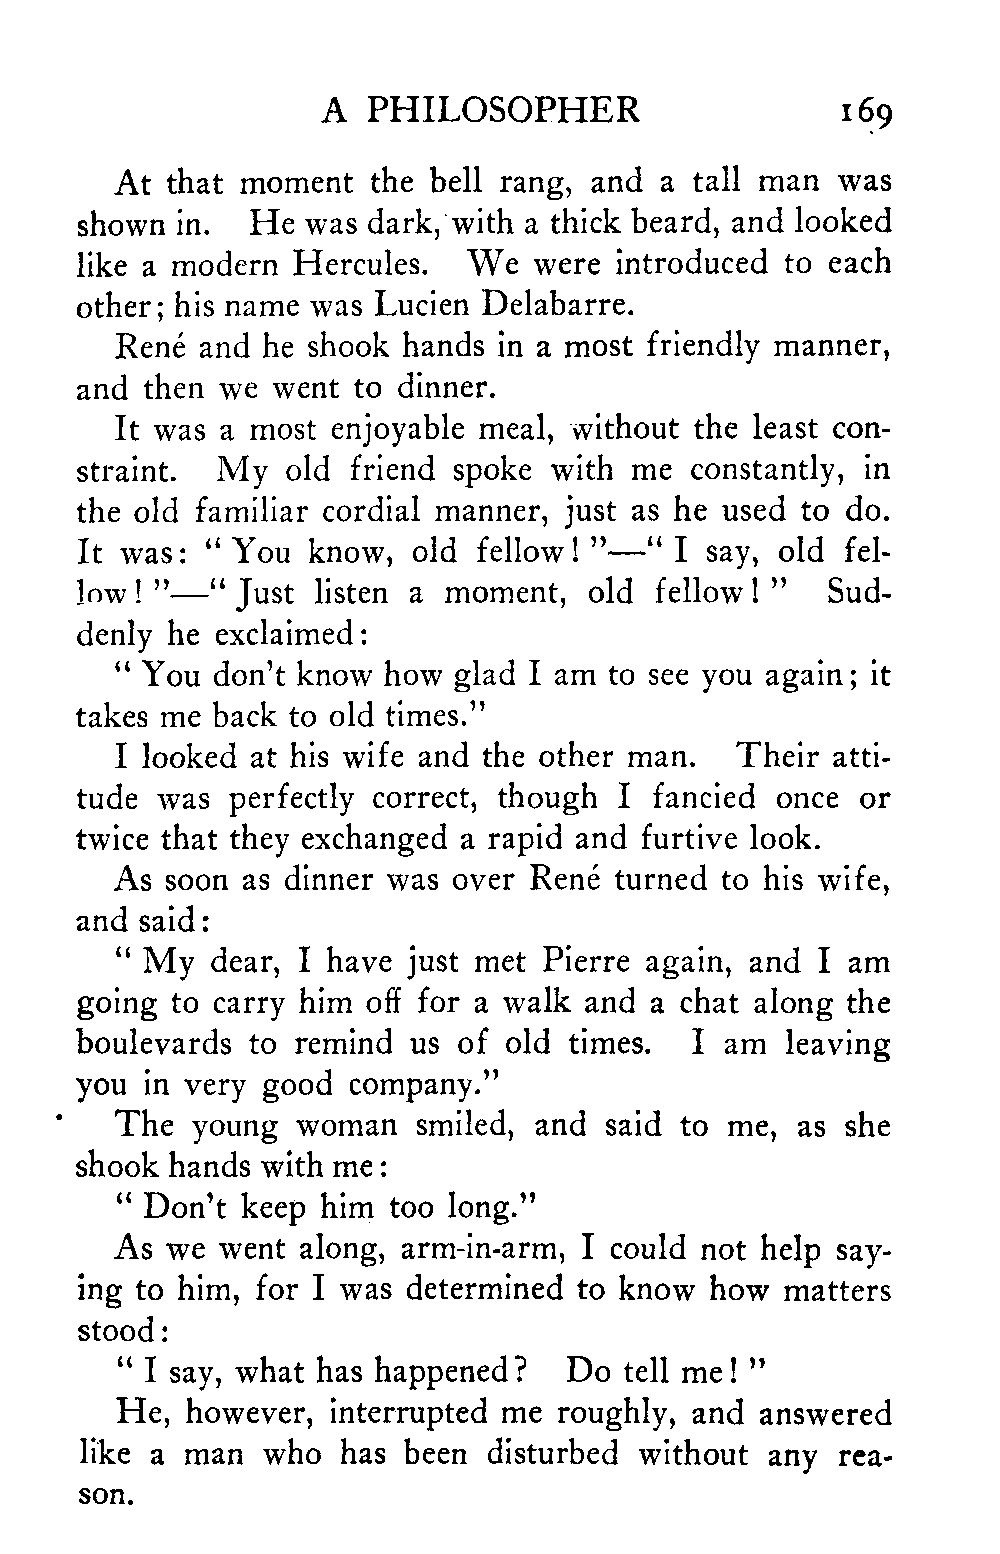 A PHILOSOPHER 169
At that moment the bell rang, and a tall man was
shown in. He was dark, with a thick beard, and looked
like a modern Hercules. We were introduced to each
other; his name was Lucien Delabarre.
René and he shook hands in a most friendly manner,
and then we went to dinner.
It was a most enjoyable meal, without the least con-
straint. My old friend spoke with me constantly, in
the old familiar cordial manner, just as he used to do.
It was: “ You know, old fellow! ”—“ I say, old fel-
low! ”—“ Just listen a moment, old fellow! ” Sud-
denly he exclaimed:
“ You don't know how glad I am to see you again; it
takes me back to old times.”
I looked at his wife and the other man. Their atti-
tude was perfectly correct, though I fancied once or
twice that they exchanged a rapid and furtive look.
As soon as dinner was over René turned to his wife,
and said:
“ My dear, I have just met Pierre again, and I am
going to carry him off for a walk and a chat along the
boulevards to remind us of old times. I am leaving
you in very good company.”
The young woman smiled, and said to me, as she
shook hands with me:
“ Don't keep him too long.”
As we went along, arm-in-arm, I could not help say-
ing to him, for I was determined to know how matters
stood:
“ I say, what has happened? Do tell me! ”
He, however, interrupted me roughly, and answered
like a man who has been disturbed without any rea-
son.